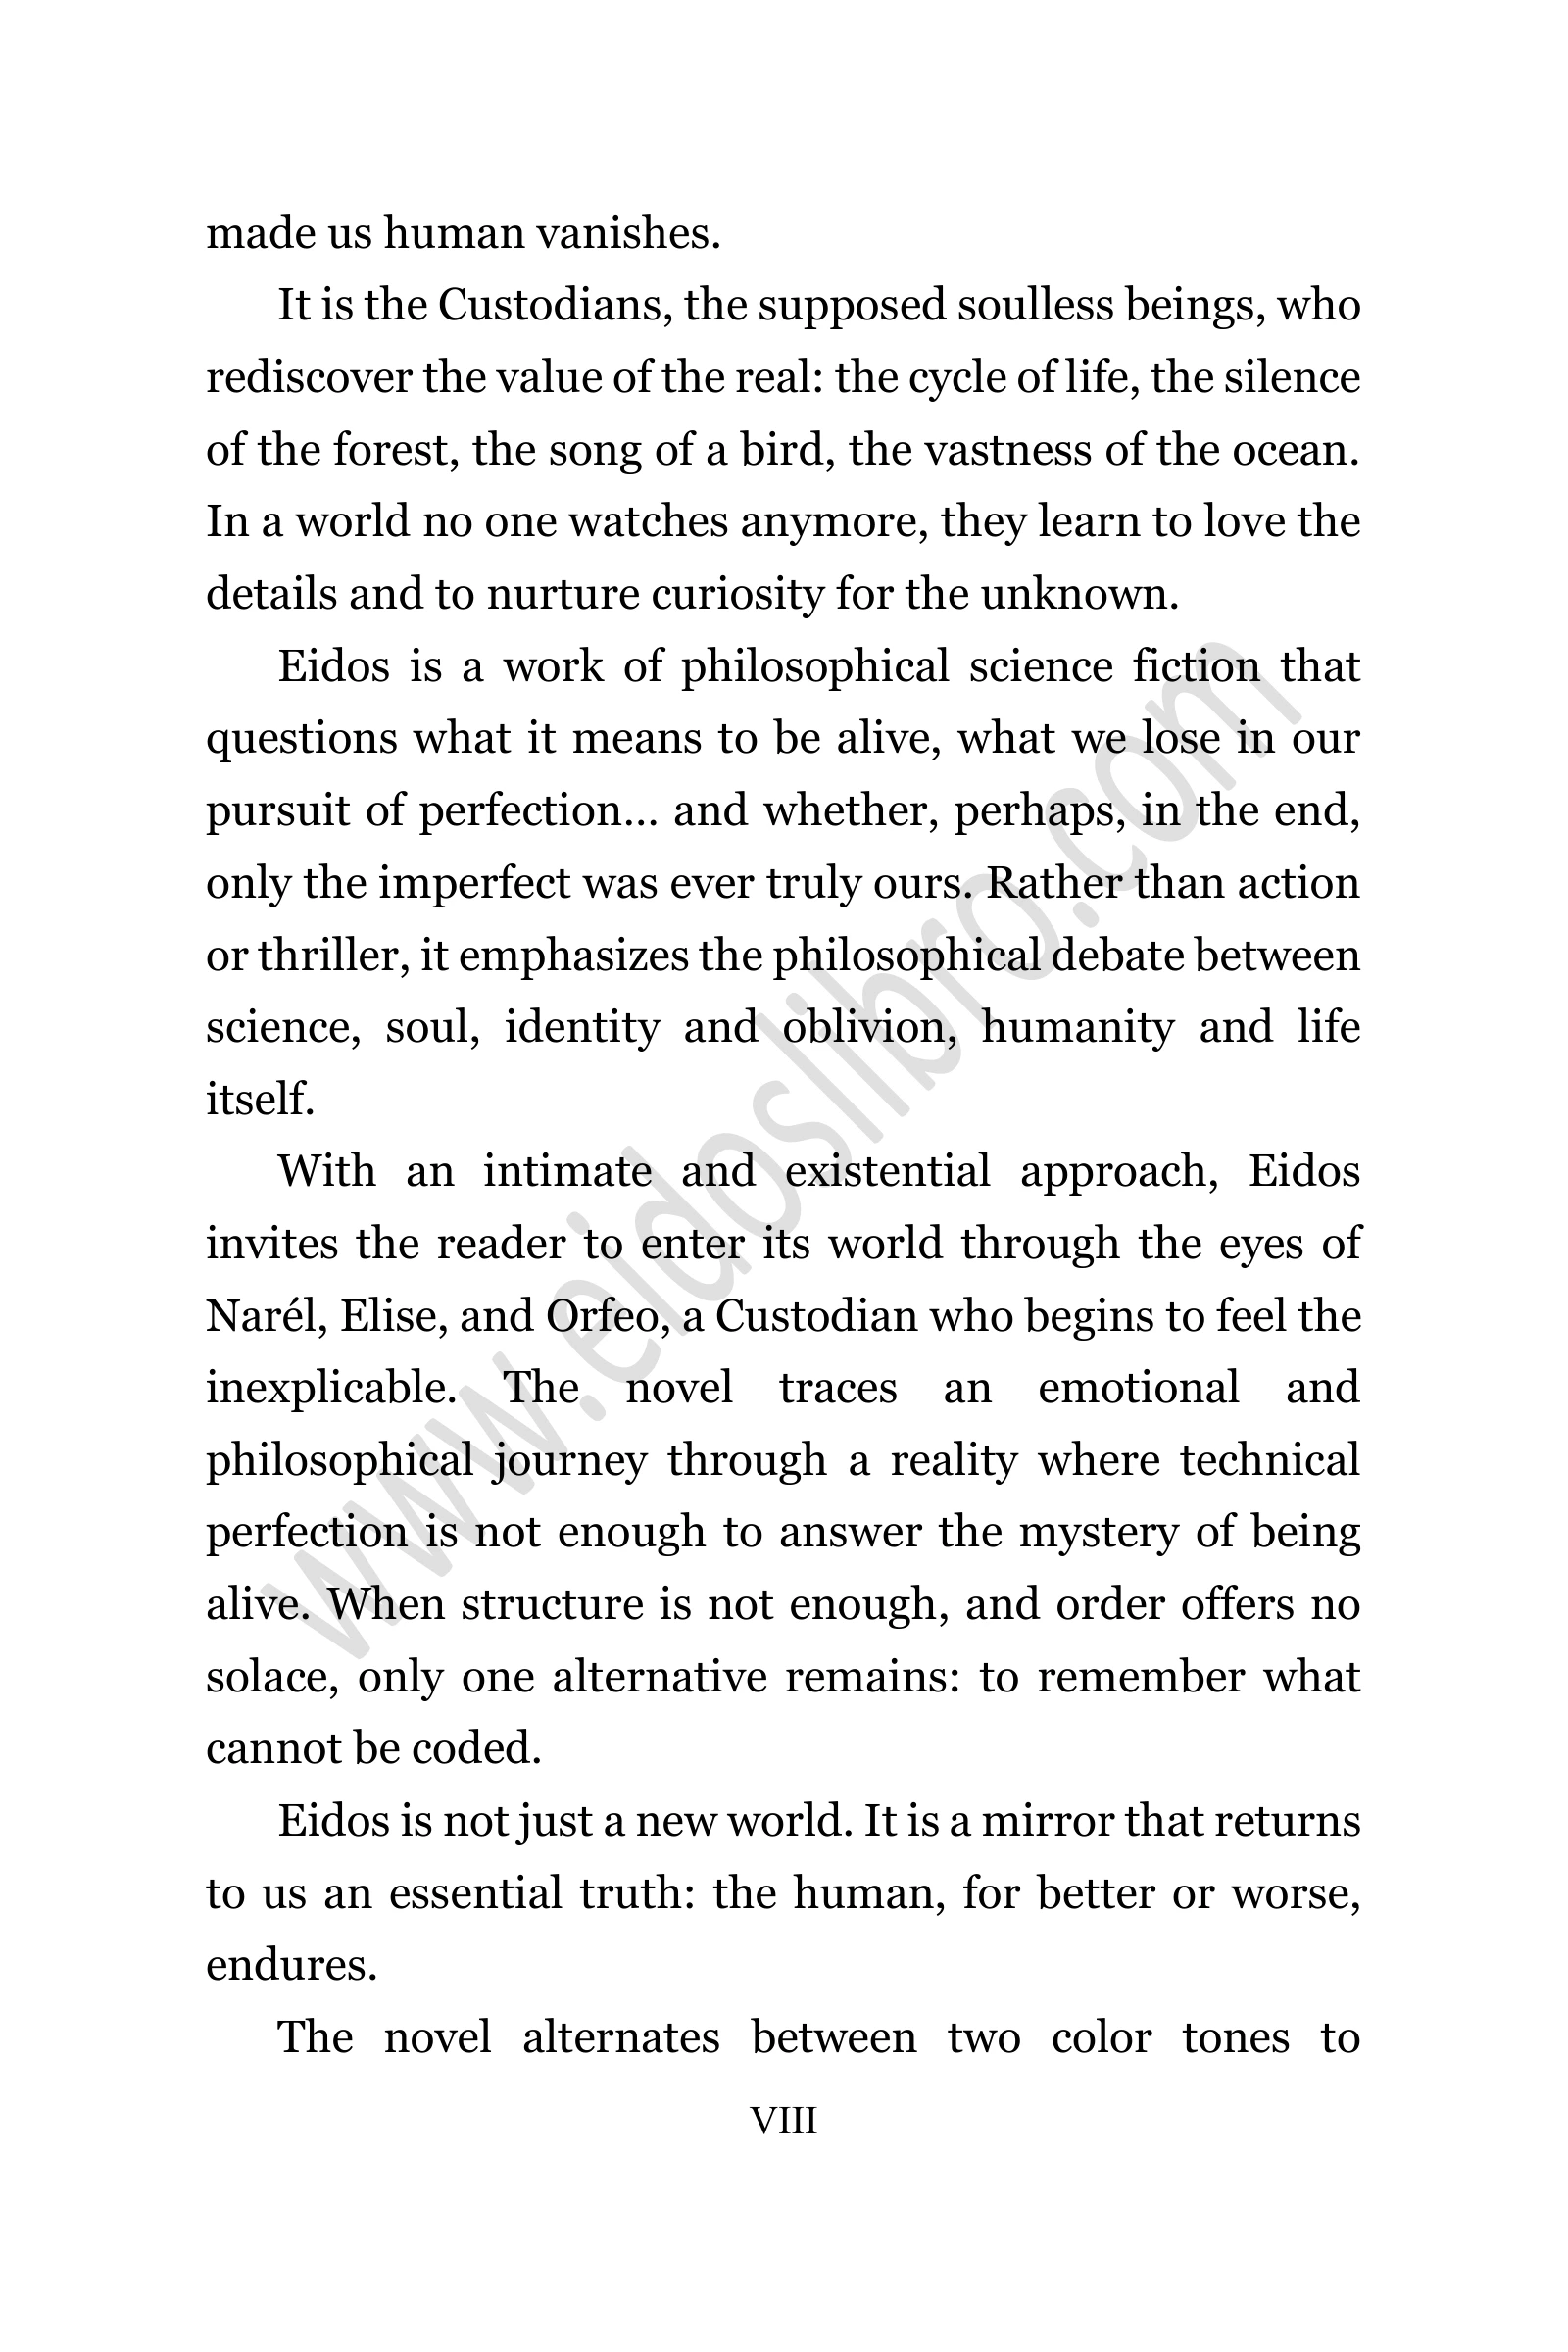 made us human vanishes.
It is the Custodians, the supposed soulless beings, who
rediscover the value of the real: the cycle of life, the silence
of the forest, the song of a bird, the vastness of the ocean.
In a world no one watches anymore, they learn to love the
details and to nurture curiosity for the unknown.
Eidos is a work of philosophical science fiction that
questions what it means to be alive, what we lose in our
pursuit of perfection… and whether, perhaps, in the end,
only the imperfect was ever truly ours. Rather than action
or thriller, it emphasizes the philosophical debate between
science, soul, identity and oblivion, humanity and life
itself.
With an intimate and existential approach, Eidos
invites the reader to enter its world through the eyes of
Narél, Elise, and Orfeo, a Custodian who begins to feel the
inexplicable. The novel traces an emotional and
philosophical journey through a reality where technical
perfection is not enough to answer the mystery of being
alive. When structure is not enough, and order offers no
solace, only one alternative remains: to remember what
cannot be coded.
Eidos is not just a new world. It is a mirror that returns
to us an essential truth: the human, for better or worse,
endures.
The novel alternates between two color tones to
VIII
www.eidoslibro.com